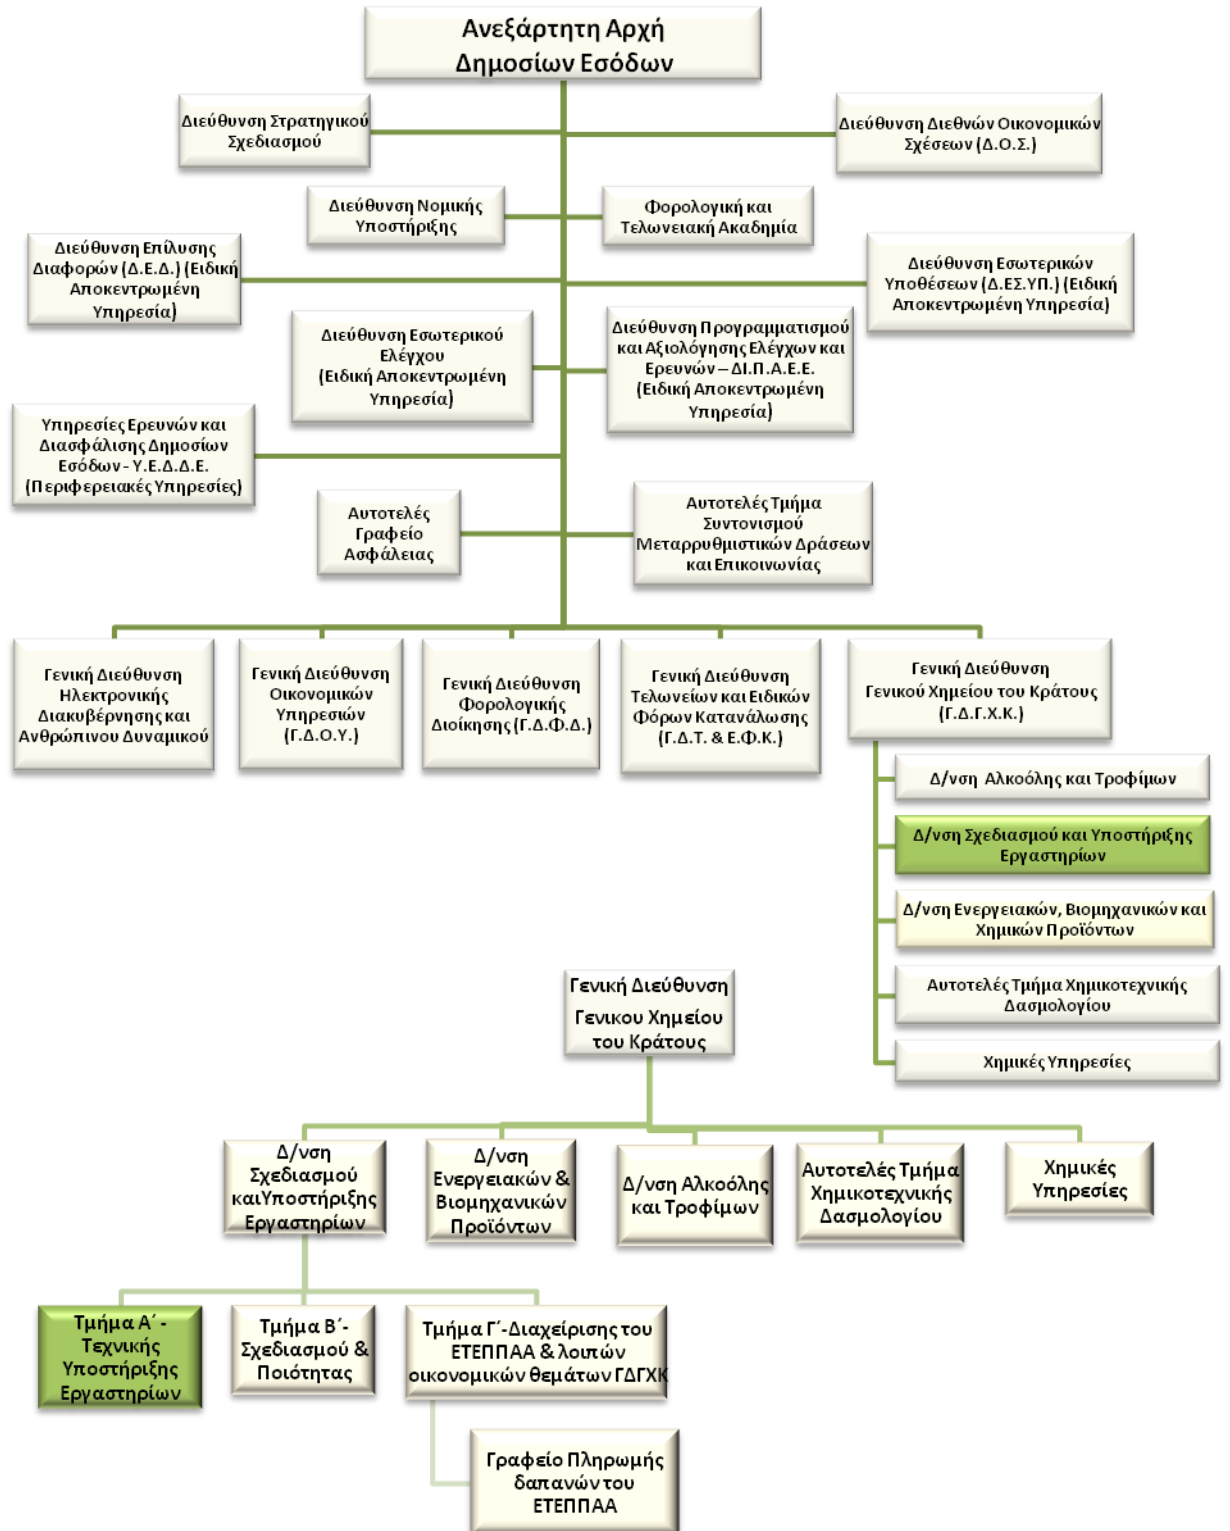 Ανεξάρτητη Αρχή
Δημοσίων Εσόδων
Διεύθυνση Στρατηγικού
Σχεδιασμού
Διεύθυνση Διεθνών Οικονομικών
Σχέσεων (Δ.Ο.Σ.)
Διεύθυνση Νομικής
Υποστήριξης
Φορολογική και
Τελωνειακή Ακαδημία
Διεύθυνση Επίλυσης
Διαφορών (Δ.Ε.Δ.) (Ειδική
Αποκεντρωμένη
Υπηρεσία)
Διεύθυνση Εσωτερικών
Υποθέσεων (Δ.ΕΣ.ΥΠ.) (Ειδική
Αποκεντρωμένη Υπηρεσία)
Διεύθυνση Εσωτερικού
Ελέγχου
(Ειδική Αποκεντρωμένη
Υπηρεσία)
Διεύθυνση Προγραμματισμού
και Αξιολόγησης Ελέγχων και
Ερευνών – ΔΙ.Π.Α.Ε.Ε.
(Ειδική Αποκεντρωμένη
Υπηρεσία)
Υπηρεσίες Ερευνών και
Διασφάλισης Δημοσίων
Εσόδων - Υ.Ε.Δ.Δ.Ε.
(Περιφερειακές Υπηρεσίες)
Αυτοτελές
Γραφείο
Ασφάλειας
Αυτοτελές Τμήμα
Συντονισμού
Μεταρρυθμιστικών Δράσεων
και Επικοινωνίας
Γενική Διεύθυνση
Ηλεκτρονικής
Διακυβέρνησης και
Ανθρώπινου Δυναμικού
Γενική Διεύθυνση
Οικονομικών
Υπηρεσιών
(Γ.Δ.Ο.Υ.)
Γενική Διεύθυνση
Φορολογικής
Διοίκησης (Γ.Δ.Φ.Δ.)
Γενική Διεύθυνση
Τελωνείων και Ειδικών
Φόρων Κατανάλωσης
(Γ.Δ.Τ. & Ε.Φ.Κ.)
Γενική Διεύθυνση
Γενικού Χημείου του Κράτους
(Γ.Δ.Γ.Χ.Κ.)
Δ/νση Αλκοόλης και Τροφίμων
Δ/νση Σχεδιασμού και Υποστήριξης
Εργαστηρίων
Δ/νση Ενεργειακών, Βιομηχανικών και
Χημικών Προϊόντων
Αυτοτελές Τμήμα Χημικοτεχνικής
Δασμολογίου
Χημικές Υπηρεσίες
Γενική Διεύθυνση
Γενικου Χημείου
του Κράτους
Δ/νση
Σχεδιασμού
και Υποστήριξης
Εργαστηρίων
Δ/νση
Ενεργειακών &
Βιομηχανικών
Προϊόντων
Δ/νση Αλκοόλης
και Τροφίμων
Αυτοτελές Τμήμα
Χημικοτεχνικής
Δασμολογίου
Χημικές
Υπηρεσίες
Τμήμα Α΄ -
Τεχνικής
Υποστήριξης
Εργαστηρίων
Τμήμα Β΄-
Σχεδιασμού &
Ποιότητας
Τμήμα Γ΄-Διαχείρισης του
ΕΤΕΠΠΑΑ & λοιπών
οικονομικών θεμάτων ΓΔΓΧΚ
Γραφείο Πληρωμής
δαπανών του
ΕΤΕΠΠΑΑ